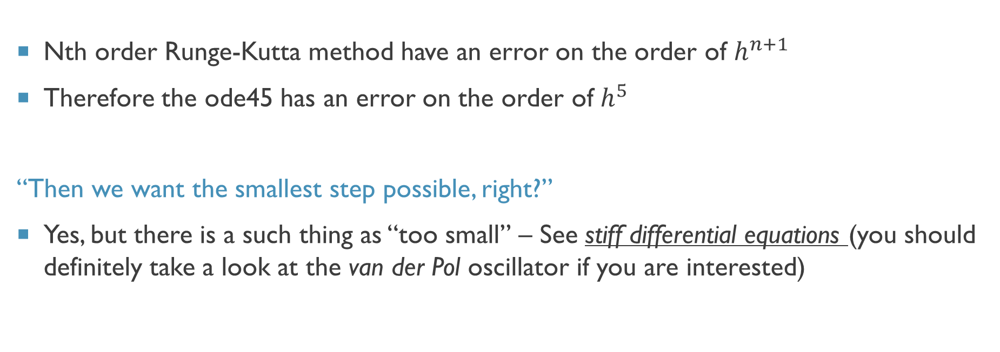 Nth order Runge-Kutta method have an error on the order of $h^{n+1}$
Therefore the ode45 has an error on the order of $h^5$
“Then we want the smallest step possible, right?”
Yes, but there is a such thing as “too small” – See stiff differential equations (you should
definitely take a look at the van der Pol oscillator if you are interested)